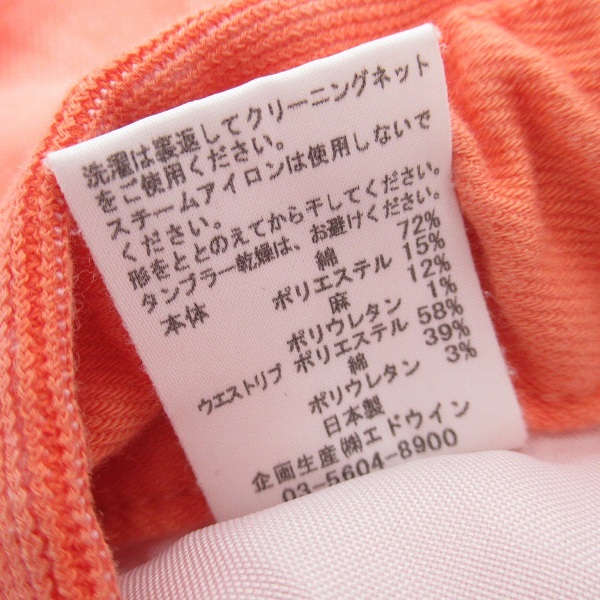 洗濯は裏返してクリーニングネット
をご使用ください。
スチームアイロンは使用しないで
ください。
形をととのえてから干してください。
タンブラー乾燥は、お避けください。
本体 綿 72%
ポリエステル 15%
麻 12%
ポリウレタン 1%
ウエストリブ ポリエステル 58%
綿 39%
ポリウレタン 3%
日本製
企画生産㈱エドウイン
03-5604-8900